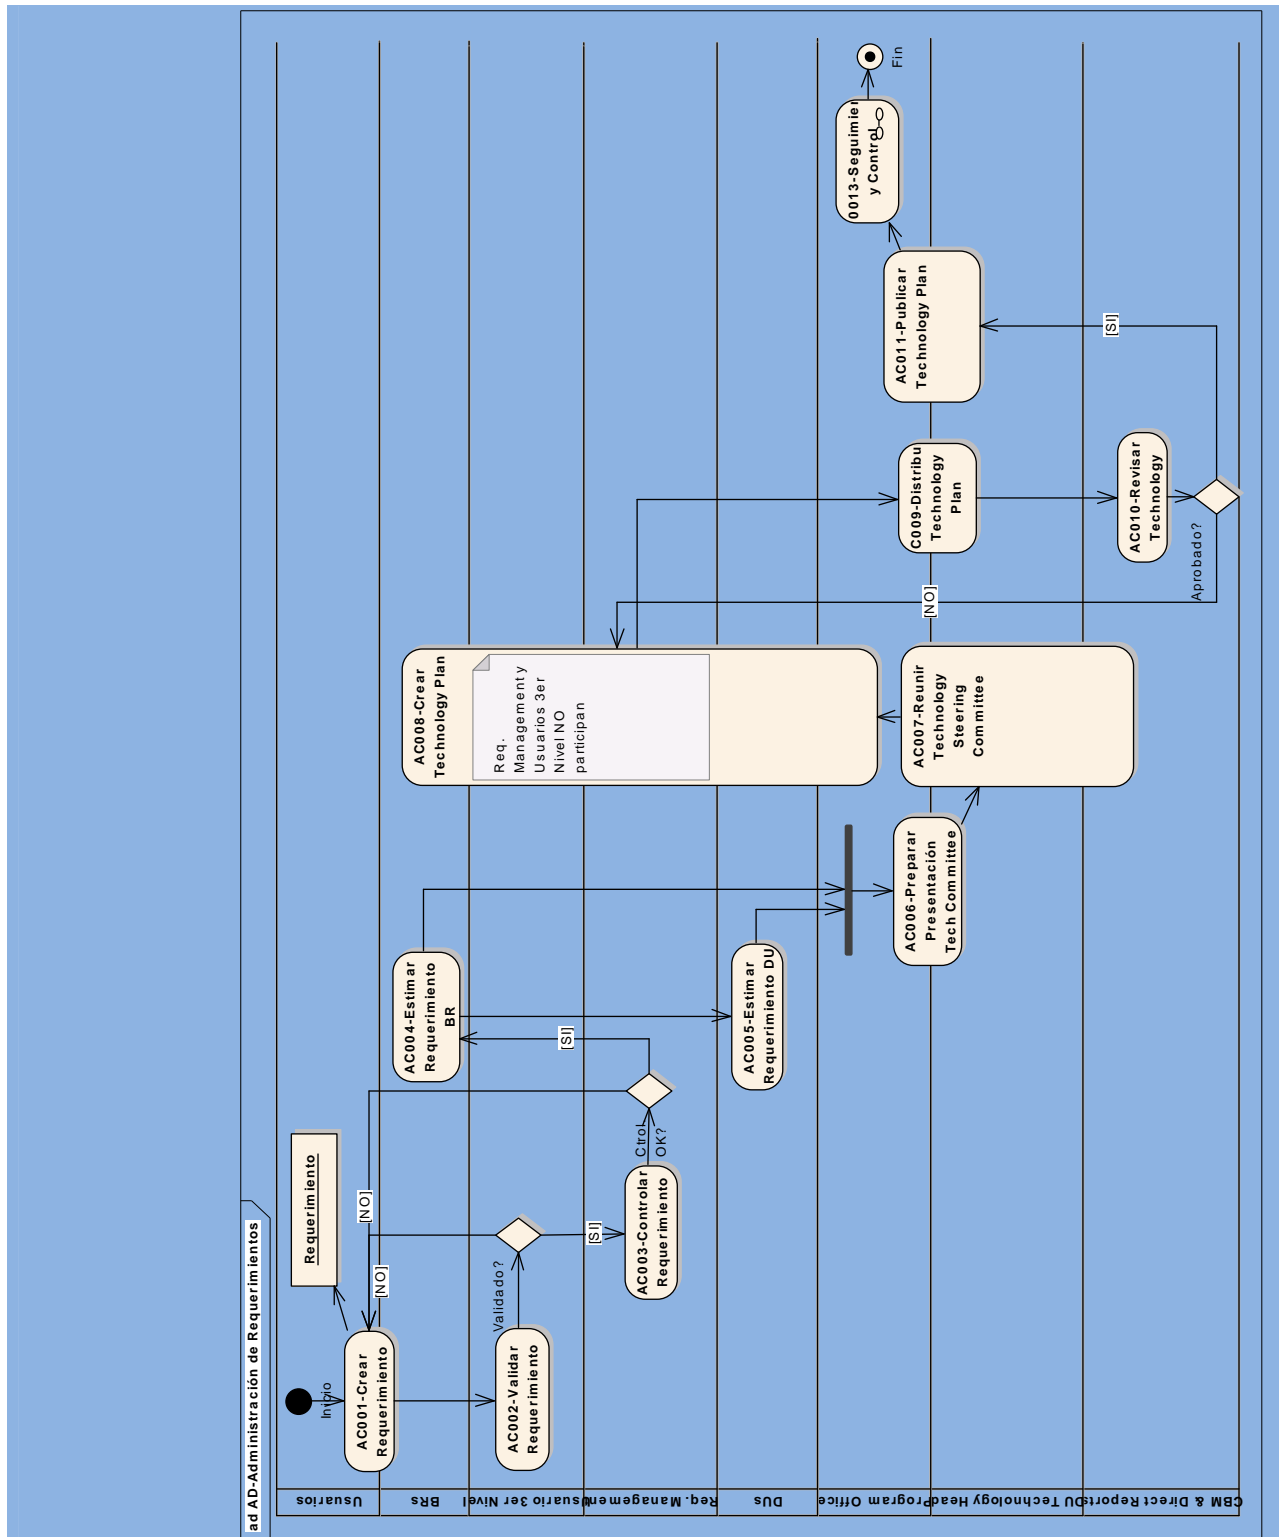 ad AD-Administración de Requerimientos
Usuarios
BRs
Usuario 3er Nivel
Req. Management
DUs
Program Office
DU Technology Head
CBM & Direct Reports
Inicio
AC001-Crear
Requerimiento
Requerimiento
[NO]
[NO]
AC002-Validar
Requerimiento
Validado?
[SI]
AC003-Controlar
Requerimiento
Ctrol
OK?
[SI]
AC004-Estimar
Requerimiento
BR
AC005-Estimar
Requerimiento DU
AC006-Preparar
Presentación
Tech Committee
AC007-Reunir
Technology
Steering
Committee
AC008-Crear
Technology Plan
Req.
Management y
Usuarios 3er
Nivel NO
participan
[NO]
C009-Distribu
Technology
Plan
AC010-Revisar
Technology
Aprobado?
[SI]
AC011-Publicar
Technology Plan
0013-Seguimie
y Control
Fin